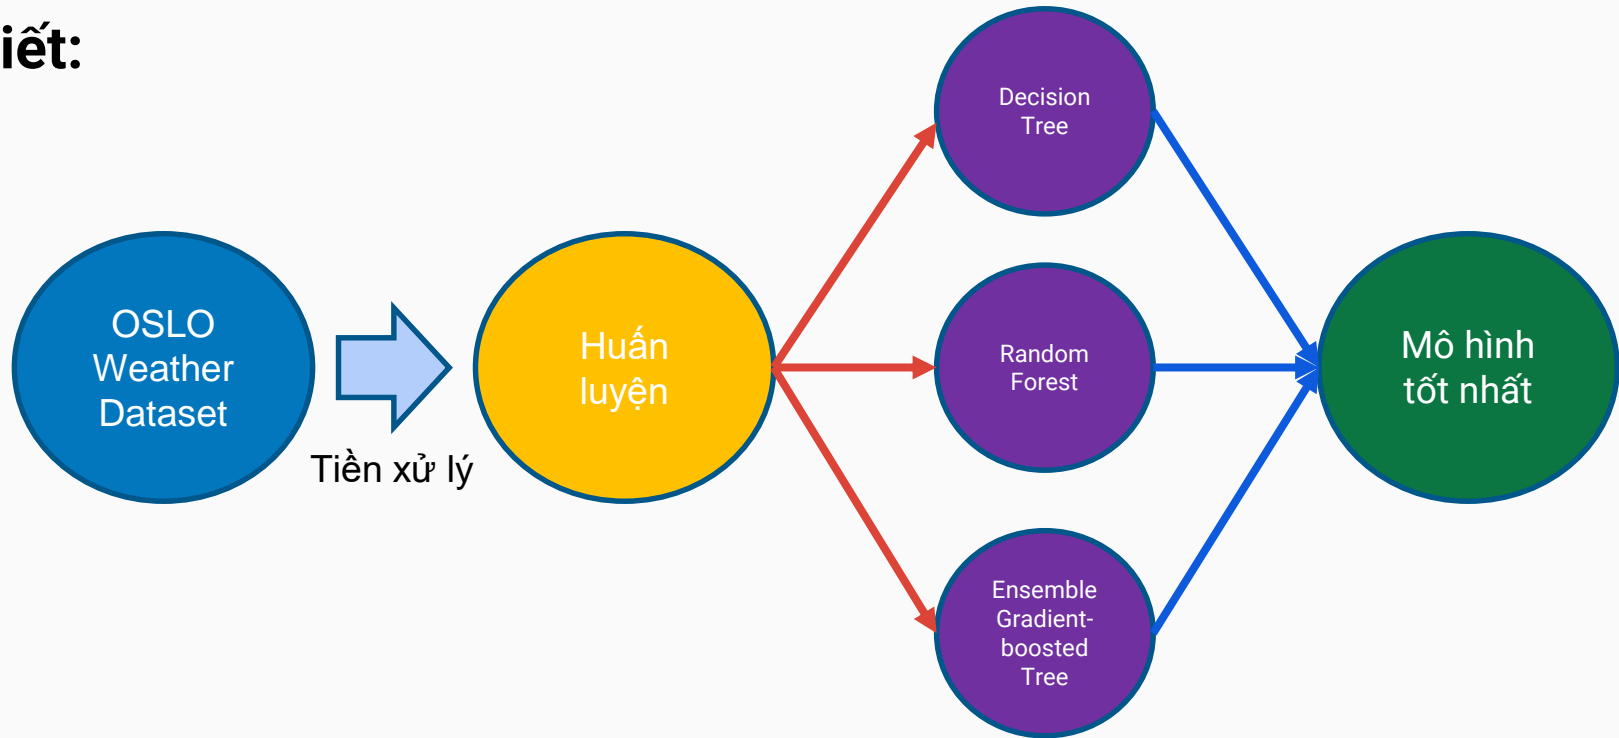 iết:
OSLO
Weather
Dataset
Tiền xử lý
Huấn
luyện
Decision
Tree
Random
Forest
Ensemble
Gradient-
boosted
Tree
Mô hình
tốt nhất